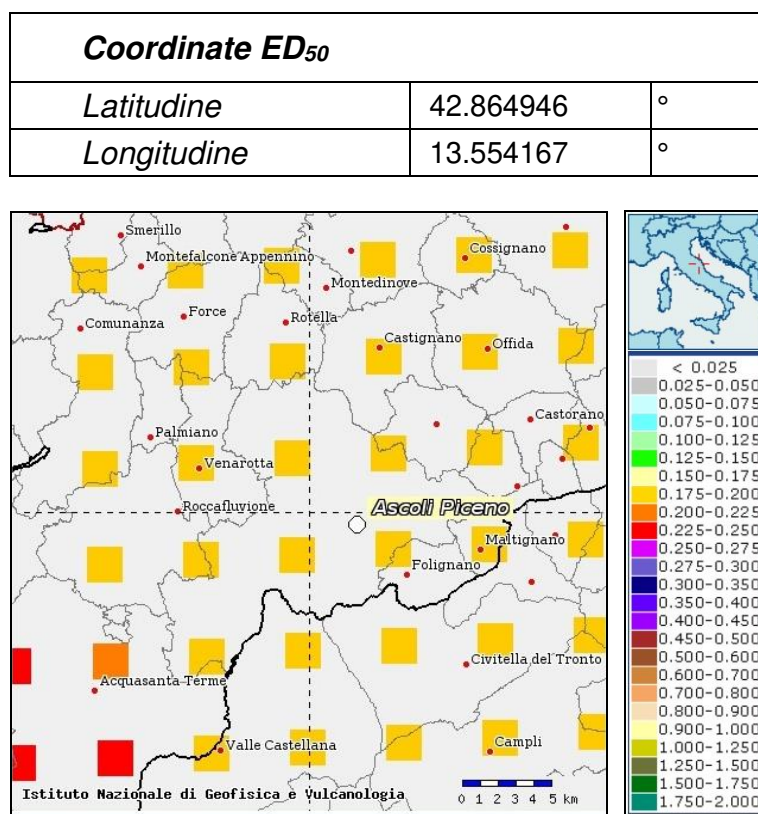 Coordinate ED50
Latitudine 42.864946 °
Longitudine 13.554167 °
Smerillo
Montefalcone Appennino
Cossignano
Montedinove
Comunanza
Force
Rotella
Castignano
Offida
Castorano
Palmiano
Venarotta
Roccafluvione
Ascoli Piceno
Maltignano
Folignano
Civitella del Tronto
Acquasanta Terme
Valle Castellana
Campli
Istituto Nazionale di Geofisica e Vulcanologia
0 1 2 3 4 5 km
< 0.025
0.025-0.050
0.050-0.075
0.075-0.100
0.100-0.125
0.125-0.150
0.150-0.175
0.175-0.200
0.200-0.225
0.225-0.250
0.250-0.275
0.275-0.300
0.300-0.350
0.350-0.400
0.400-0.450
0.450-0.500
0.500-0.600
0.600-0.700
0.700-0.800
0.800-0.900
0.900-1.000
1.000-1.250
1.250-1.500
1.500-1.750
1.750-2.000